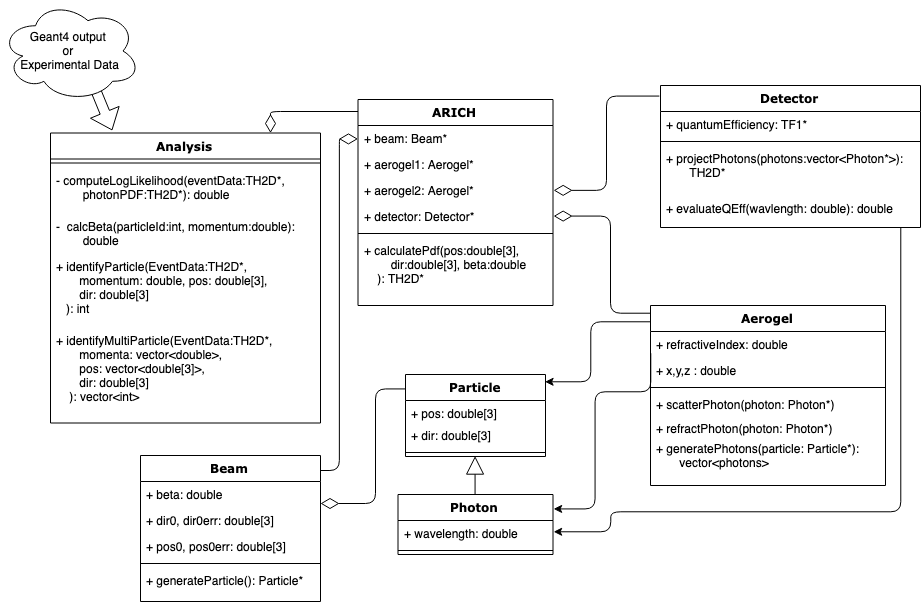 Geant4 output
or
Experimental Data
Analysis
- computeLogLikelihood(eventData:TH2D*,
photonPDF:TH2D*): double
- calcBeta(particleId:int, momentum:double):
double
+ identifyParticle(EventData:TH2D*,
momentum: double, pos: double[3],
dir: double[3]
): int
+ identifyMultiParticle(EventData:TH2D*,
momenta: vector<double>,
pos: vector<double[3]>,
dir: double[3]
): vector<int>
ARICH
+ beam: Beam*
+ aerogel1: Aerogel*
+ aerogel2: Aerogel*
+ detector: Detector*
+ calculatePdf(pos:double[3],
dir:double[3], beta:double
): TH2D*
Detector
+ quantumEfficiency: TF1*
+ projectPhotons(photons:vector<Photon*>):
TH2D*
+ evaluateQEff(wavlength: double): double
Aerogel
+ refractiveIndex: double
+ x,y,z : double
+ scatterPhoton(photon: Photon*)
+ refractPhoton(photon: Photon*)
+ generatePhotons(particle: Particle*):
vector<photons>
Particle
+ pos: double[3]
+ dir: double[3]
Beam
+ beta: double
+ dir0, dir0err: double[3]
+ pos0, pos0err: double[3]
+ generateParticle(): Particle*
Photon
+ wavelength: double